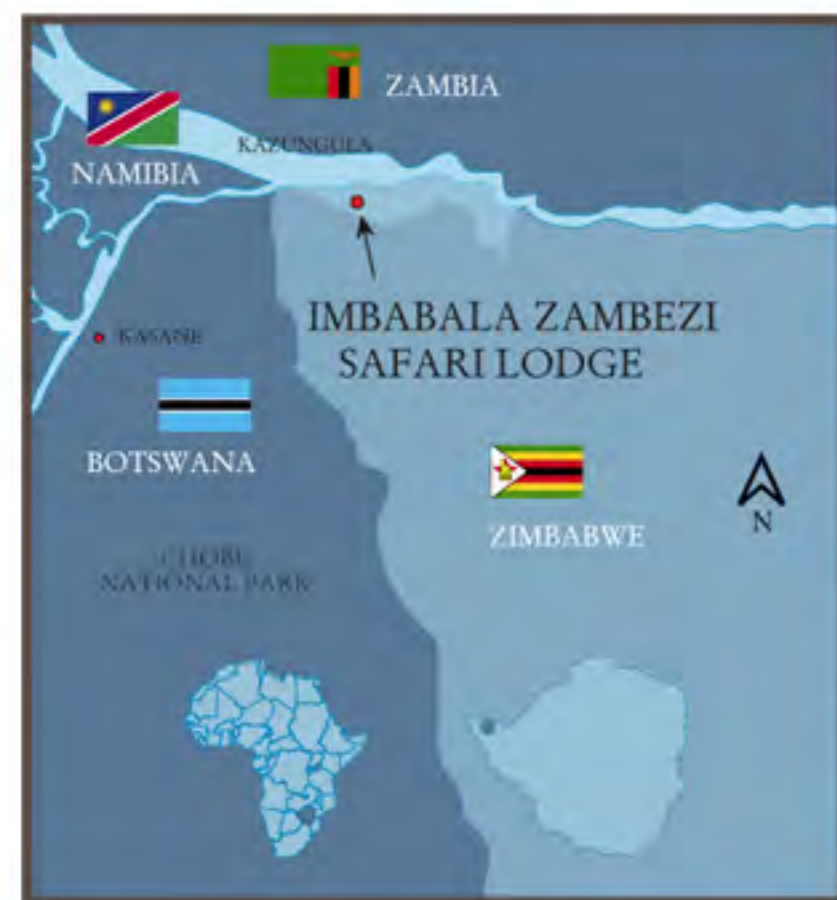 ZAMBIA
KAZUNGULA
NAMIBIA
IMBABALA ZAMBEZI
SAFARI LODGE
KASANE
BOTSWANA
ZIMBABWE
N
CHOBE
NATIONAL PARK